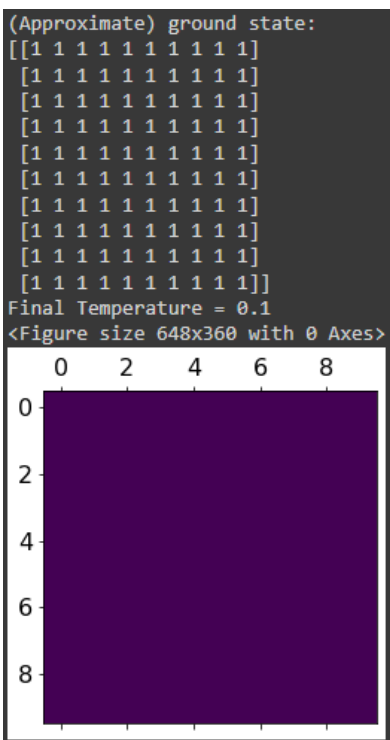 (Approximate) ground state:
[[1 1 1 1 1 1 1 1 1 1]
[1 1 1 1 1 1 1 1 1 1]
[1 1 1 1 1 1 1 1 1 1]
[1 1 1 1 1 1 1 1 1 1]
[1 1 1 1 1 1 1 1 1 1]
[1 1 1 1 1 1 1 1 1 1]
[1 1 1 1 1 1 1 1 1 1]
[1 1 1 1 1 1 1 1 1 1]
[1 1 1 1 1 1 1 1 1 1]
[1 1 1 1 1 1 1 1 1 1]]
Final Temperature = 0.1
<Figure size 648x360 with 0 Axes>
0 2 4 6 8
0
2
4
6
8